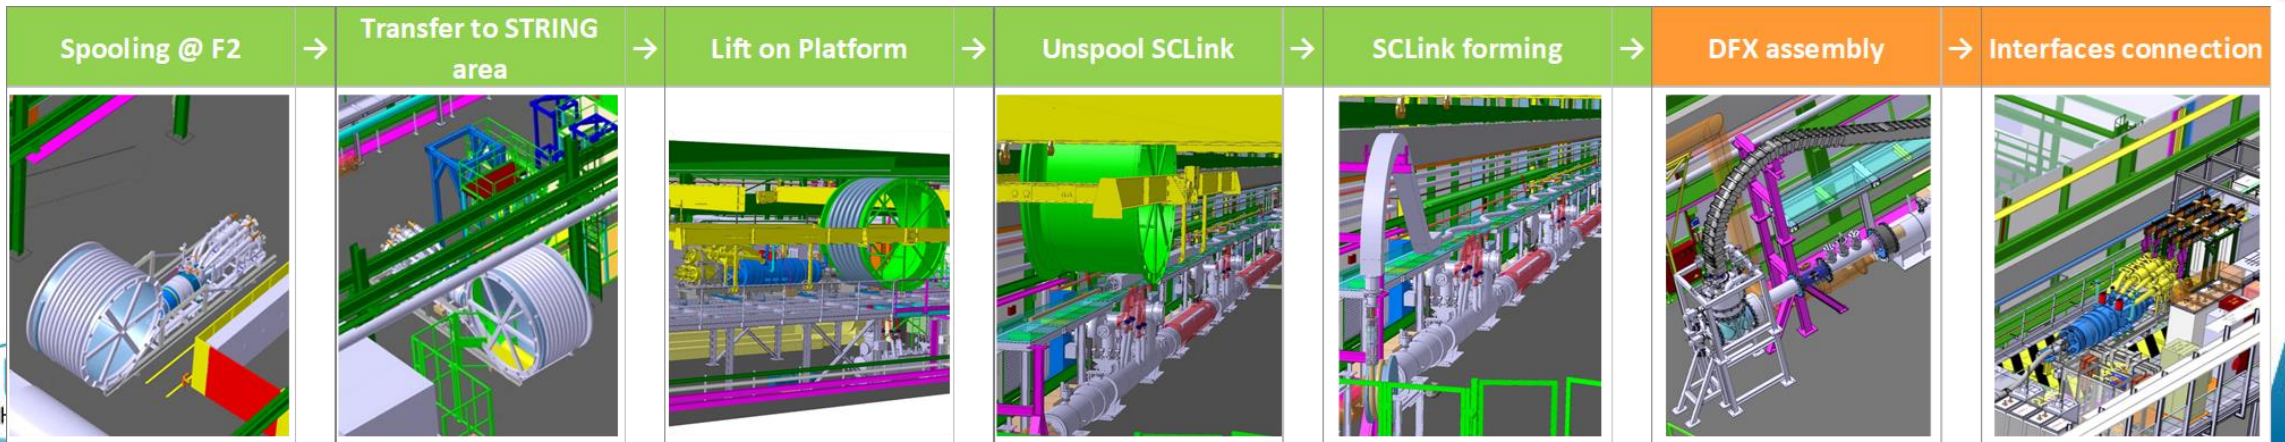 Spooling @ F2 → Transfer to STRING area → Lift on Platform → Unspool SCLink → SCLink forming → DFX assembly → Interfaces connection